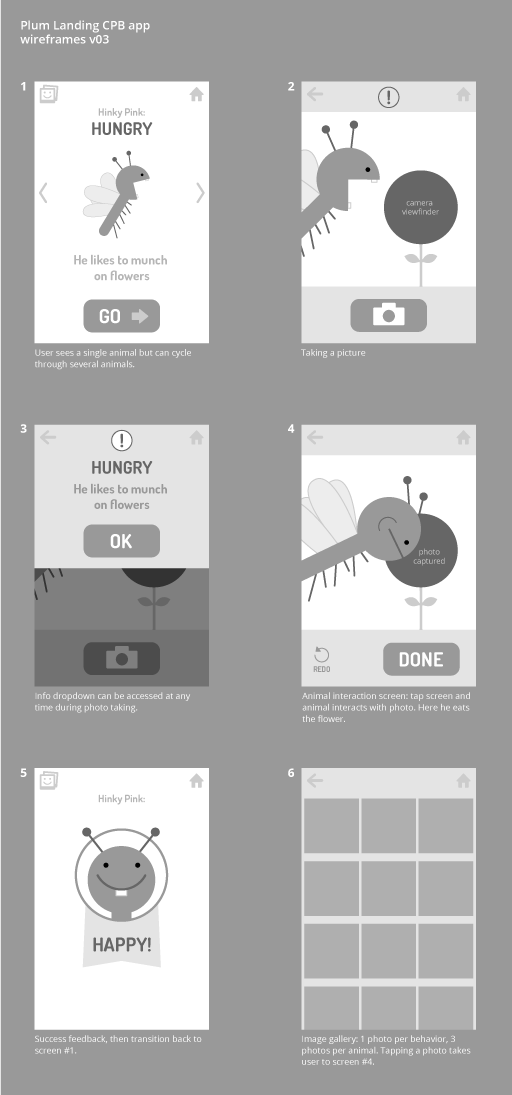 Plum Landing CPB app
wireframes v03
1
Hinky Pink:
HUNGRY
He likes to munch
on flowers
GO
User sees a single animal but can cycle
through several animals.
2
!
camera
viewfinder
Taking a picture
3
!
HUNGRY
He likes to munch
on flowers
OK
Info dropdown can be accessed at any
time during photo taking.
4
photo
captured
REDO
DONE
Animal interaction screen: tap screen and
animal interacts with photo. Here he eats
the flower.
5
Hinky Pink:
HAPPY!
Success feedback, then transition back to
screen #1.
6
Image gallery: 1 photo per behavior, 3
photos per animal. Tapping a photo takes
user to screen #4.